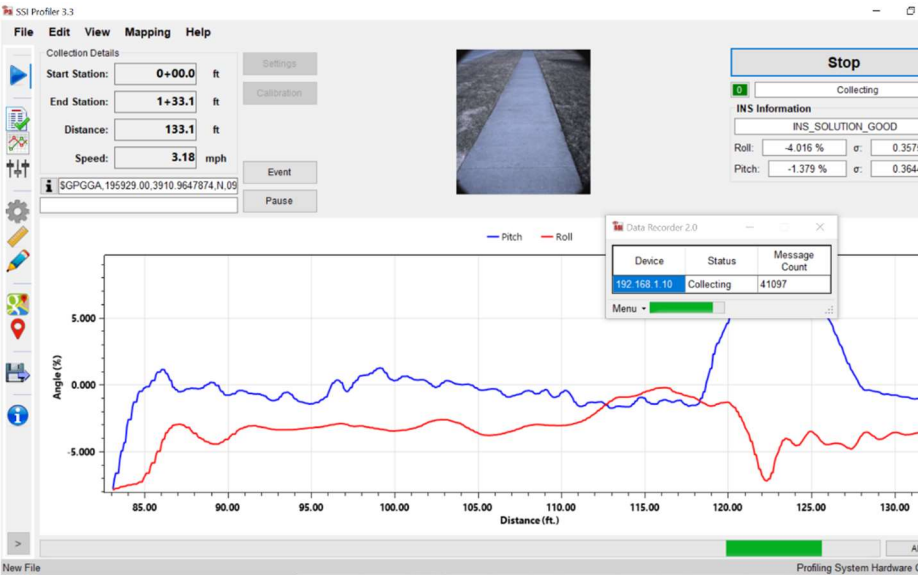 SSI Profiler 3.3
File Edit View Mapping Help
Collection Details
Start Station: 0+00.0 ft
End Station: 1+33.1 ft
Distance: 133.1 ft
Speed: 3.18 mph
$GPGGA,195929.00,3910.9647874,N,09
Settings
Calibration
Event
Pause
Stop
0 Collecting
INS Information
INS_SOLUTION_GOOD
Roll: -4.016 % σ: 0.357
Pitch: -1.379 % σ: 0.364
Pitch Roll
Data Recorder 2.0
Device Status Message Count
192.168.1.10 Collecting 41097
Menu
Angle (%)
5.000
0.000
-5.000
85.00 90.00 95.00 100.00 105.00 110.00 115.00 120.00 125.00 130.00
Distance (ft.)
>
New File
Profiling System Hardware